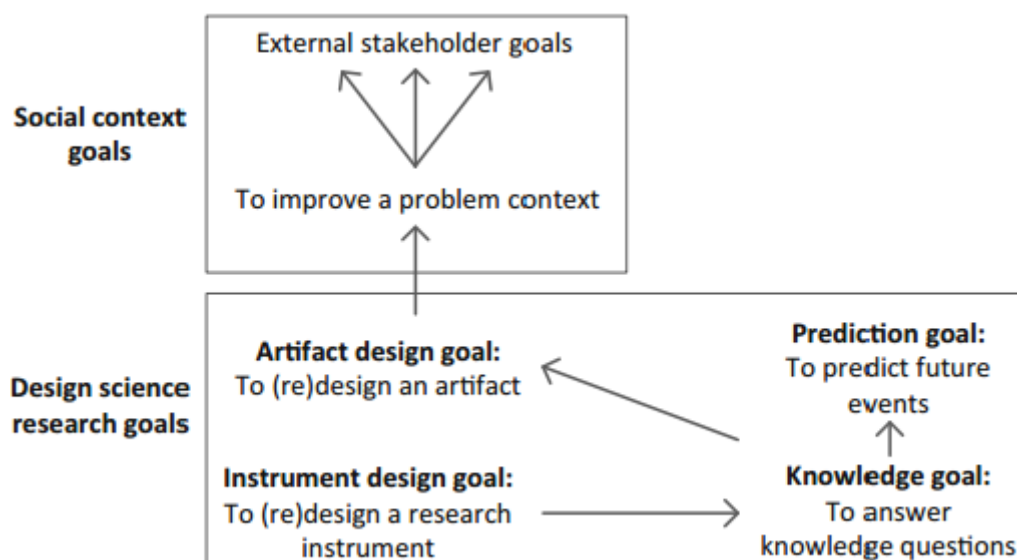 External stakeholder goals
Social context
goals
To improve a problem context
Design science
research goals
Artifact design goal:
To (re)design an artifact
Prediction goal:
To predict future
events
Instrument design goal:
To (re)design a research
instrument
Knowledge goal:
To answer
knowledge questions